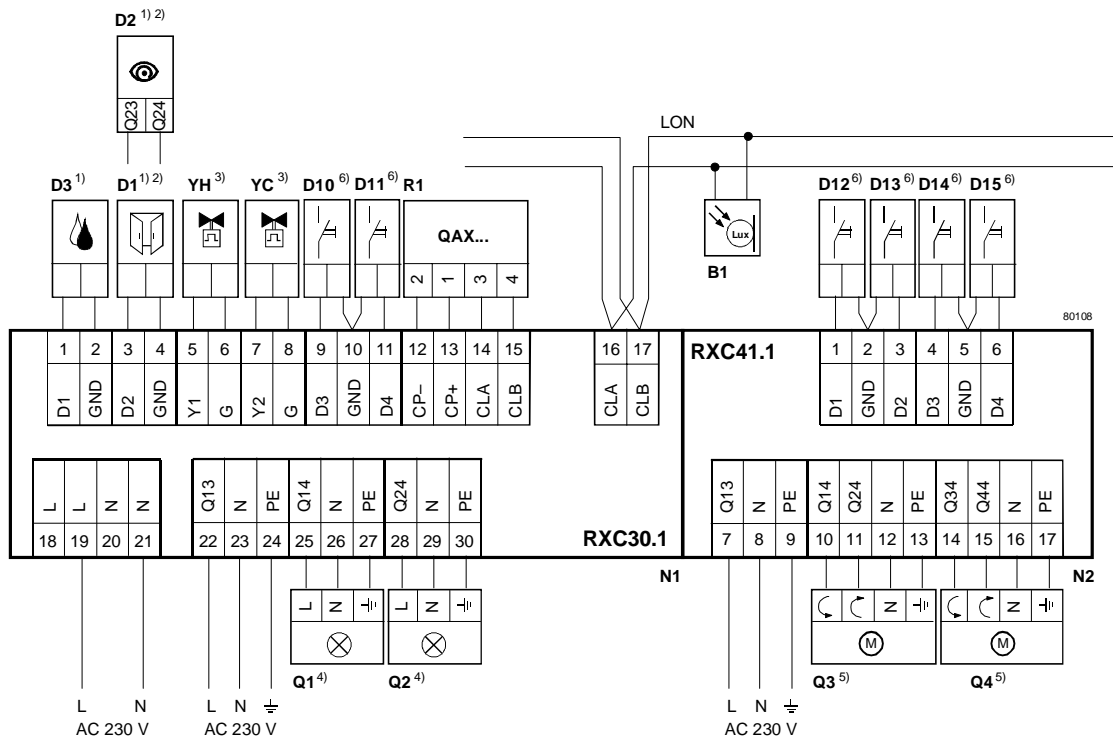 D2 1) 2)
Q23 Q24
LON
D3 1) D1 1) 2) YH 3) YC 3) D10 6) D11 6) R1 D12 6) D13 6) D14 6) D15 6)
QAX...
Lux
2 1 3 4
B1
80108
1 2 3 4 5 6 7 8 9 10 11 12 13 14 15 16 17 RXC41.1 1 2 3 4 5 6
D1 GND D2 GND Y1 G Y2 G D3 GND D4 CP– CP+ CLA CLB CLA CLB D1 GND D2 D3 GND D4
L L N N Q13 N PE Q14 N PE Q24 N PE Q13 N PE Q14 Q24 N PE Q34 Q44 N PE
18 19 20 21 22 23 24 25 26 27 28 29 30 RXC30.1 7 8 9 10 11 12 13 14 15 16 17
N1 N2
L N L N N N
M M
Q1 4) Q2 4) Q3 5) Q4 5)
L N L N L N
AC 230 V AC 230 V AC 230 V